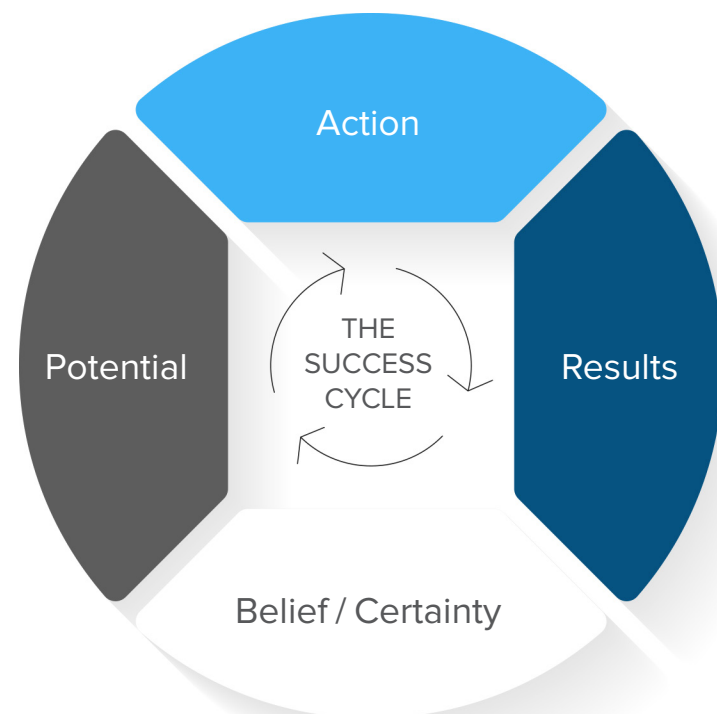 Action
Potential
THE
SUCCESS
CYCLE
Results
Belief / Certainty